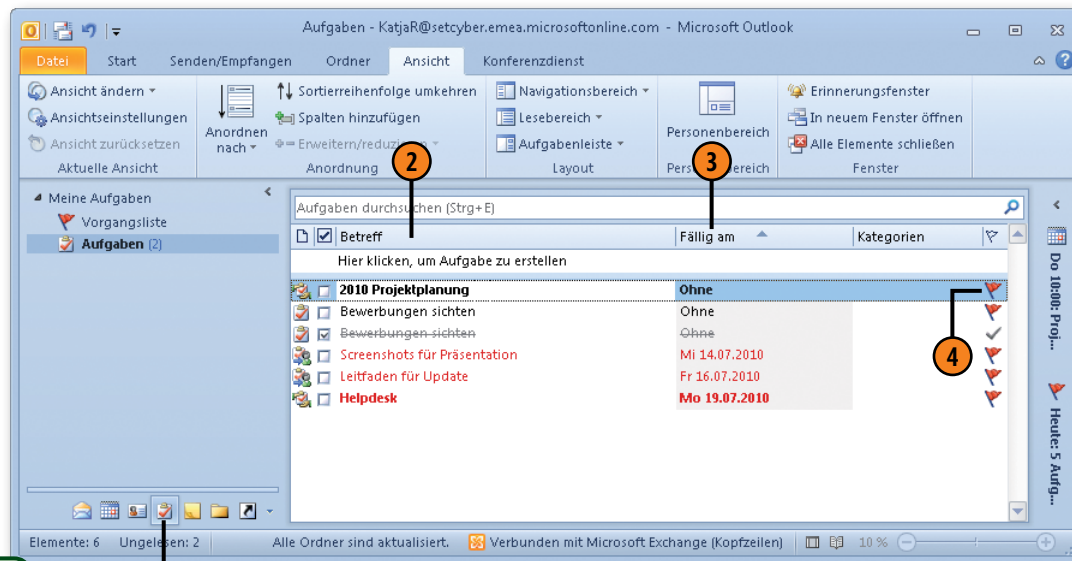 Aufgaben - KatjaR@setcyber.emea.microsoftonline.com - Microsoft Outlook
Datei Start Senden/Empfangen Ordner Ansicht Konferenzdienst
Ansicht ändern
Ansichtseinstellungen
Ansicht zurücksetzen
Aktuelle Ansicht
Anordnen nach
Sortierreihenfolge umkehren
Spalten hinzufügen
Erweitern/reduzieren
Anordnung
Navigationsbereich
Lesebereich
Aufgabenleiste
Layout
Personenbereich
Personenbereich
Erinnerungsfenster
In neuem Fenster öffnen
Alle Elemente schließen
Fenster
2
3
Meine Aufgaben
Vorgangsliste
Aufgaben (2)
Aufgaben durchsuchen (Strg+E)
Betreff Fällig am Kategorien
Hier klicken, um Aufgabe zu erstellen
2010 Projektplanung Ohne
Bewerbungen sichten Ohne
Bewerbungen sichten Ohne
Screenshots für Präsentation Mi 14.07.2010
Leitfaden für Update Fr 16.07.2010
Helpdesk Mo 19.07.2010
4
Do 10:00: Proj...
Heute: 5 Aufg...
Elemente: 6 Ungelesen: 2 Alle Ordner sind aktualisiert. Verbunden mit Microsoft Exchange (Kopfzeilen) 10 %